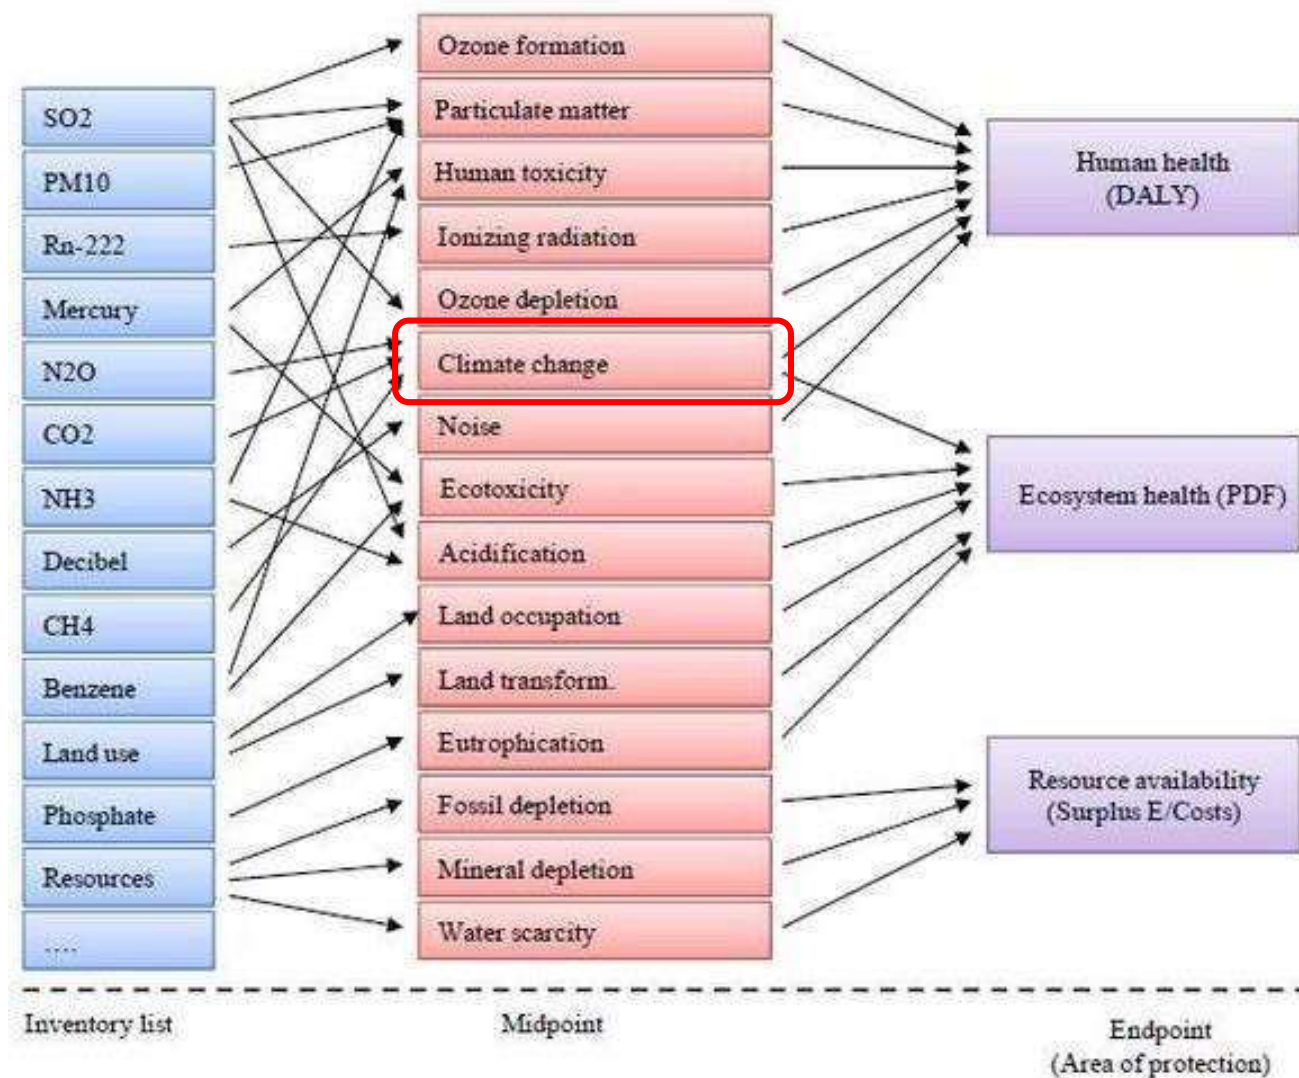 SO2
PM10
Rn-222
Mercury
N2O
CO2
NH3
Decibel
CH4
Benzene
Land use
Phosphate
Resources
....
Inventory list
Ozone formation
Particulate matter
Human toxicity
Ionizing radiation
Ozone depletion
Climate change
Noise
Ecotoxicity
Acidification
Land occupation
Land transform.
Eutrophication
Fossil depletion
Mineral depletion
Water scarcity
Midpoint
Human health
(DALY)
Ecosystem health (PDF)
Resource availability
(Surplus E/Costs)
Endpoint
(Area of protection)